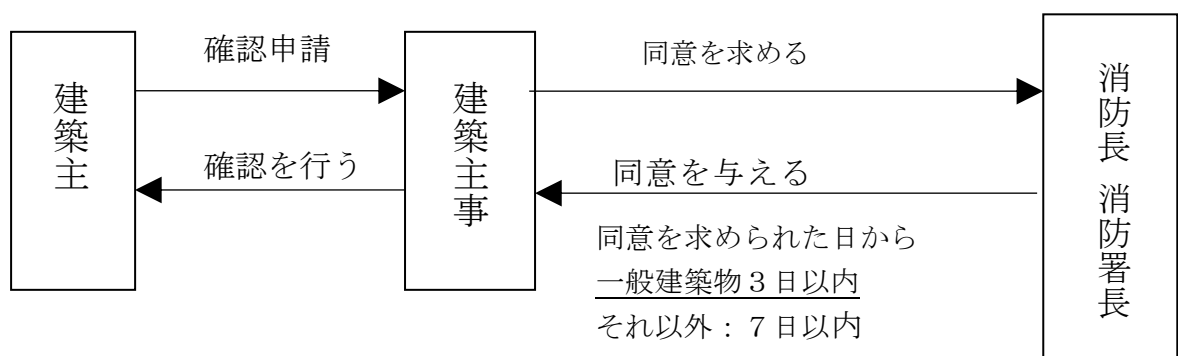 建築主
確認申請
確認を行う
建築主事
同意を求める
同意を与える
同意を求められた日から
一般建築物３日以内
それ以外：７日以内
消防長 消防署長